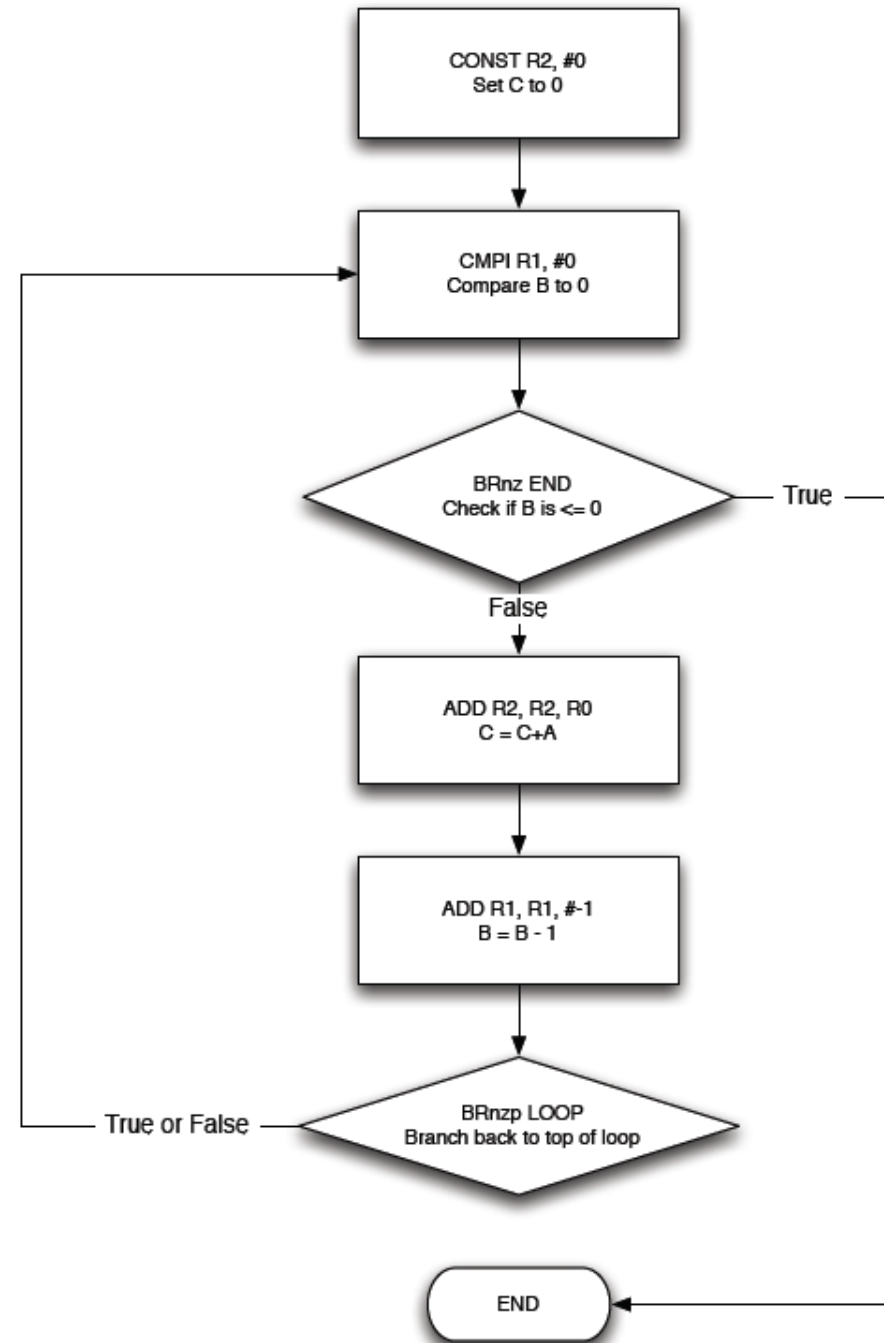 CONST R2, #0
Set C to 0
CMPI R1, #0
Compare B to 0
BRnz END
Check if B is <= 0
True
False
ADD R2, R2, R0
C = C+A
ADD R1, R1, #-1
B = B - 1
BRnzp LOOP
Branch back to top of loop
True or False
END